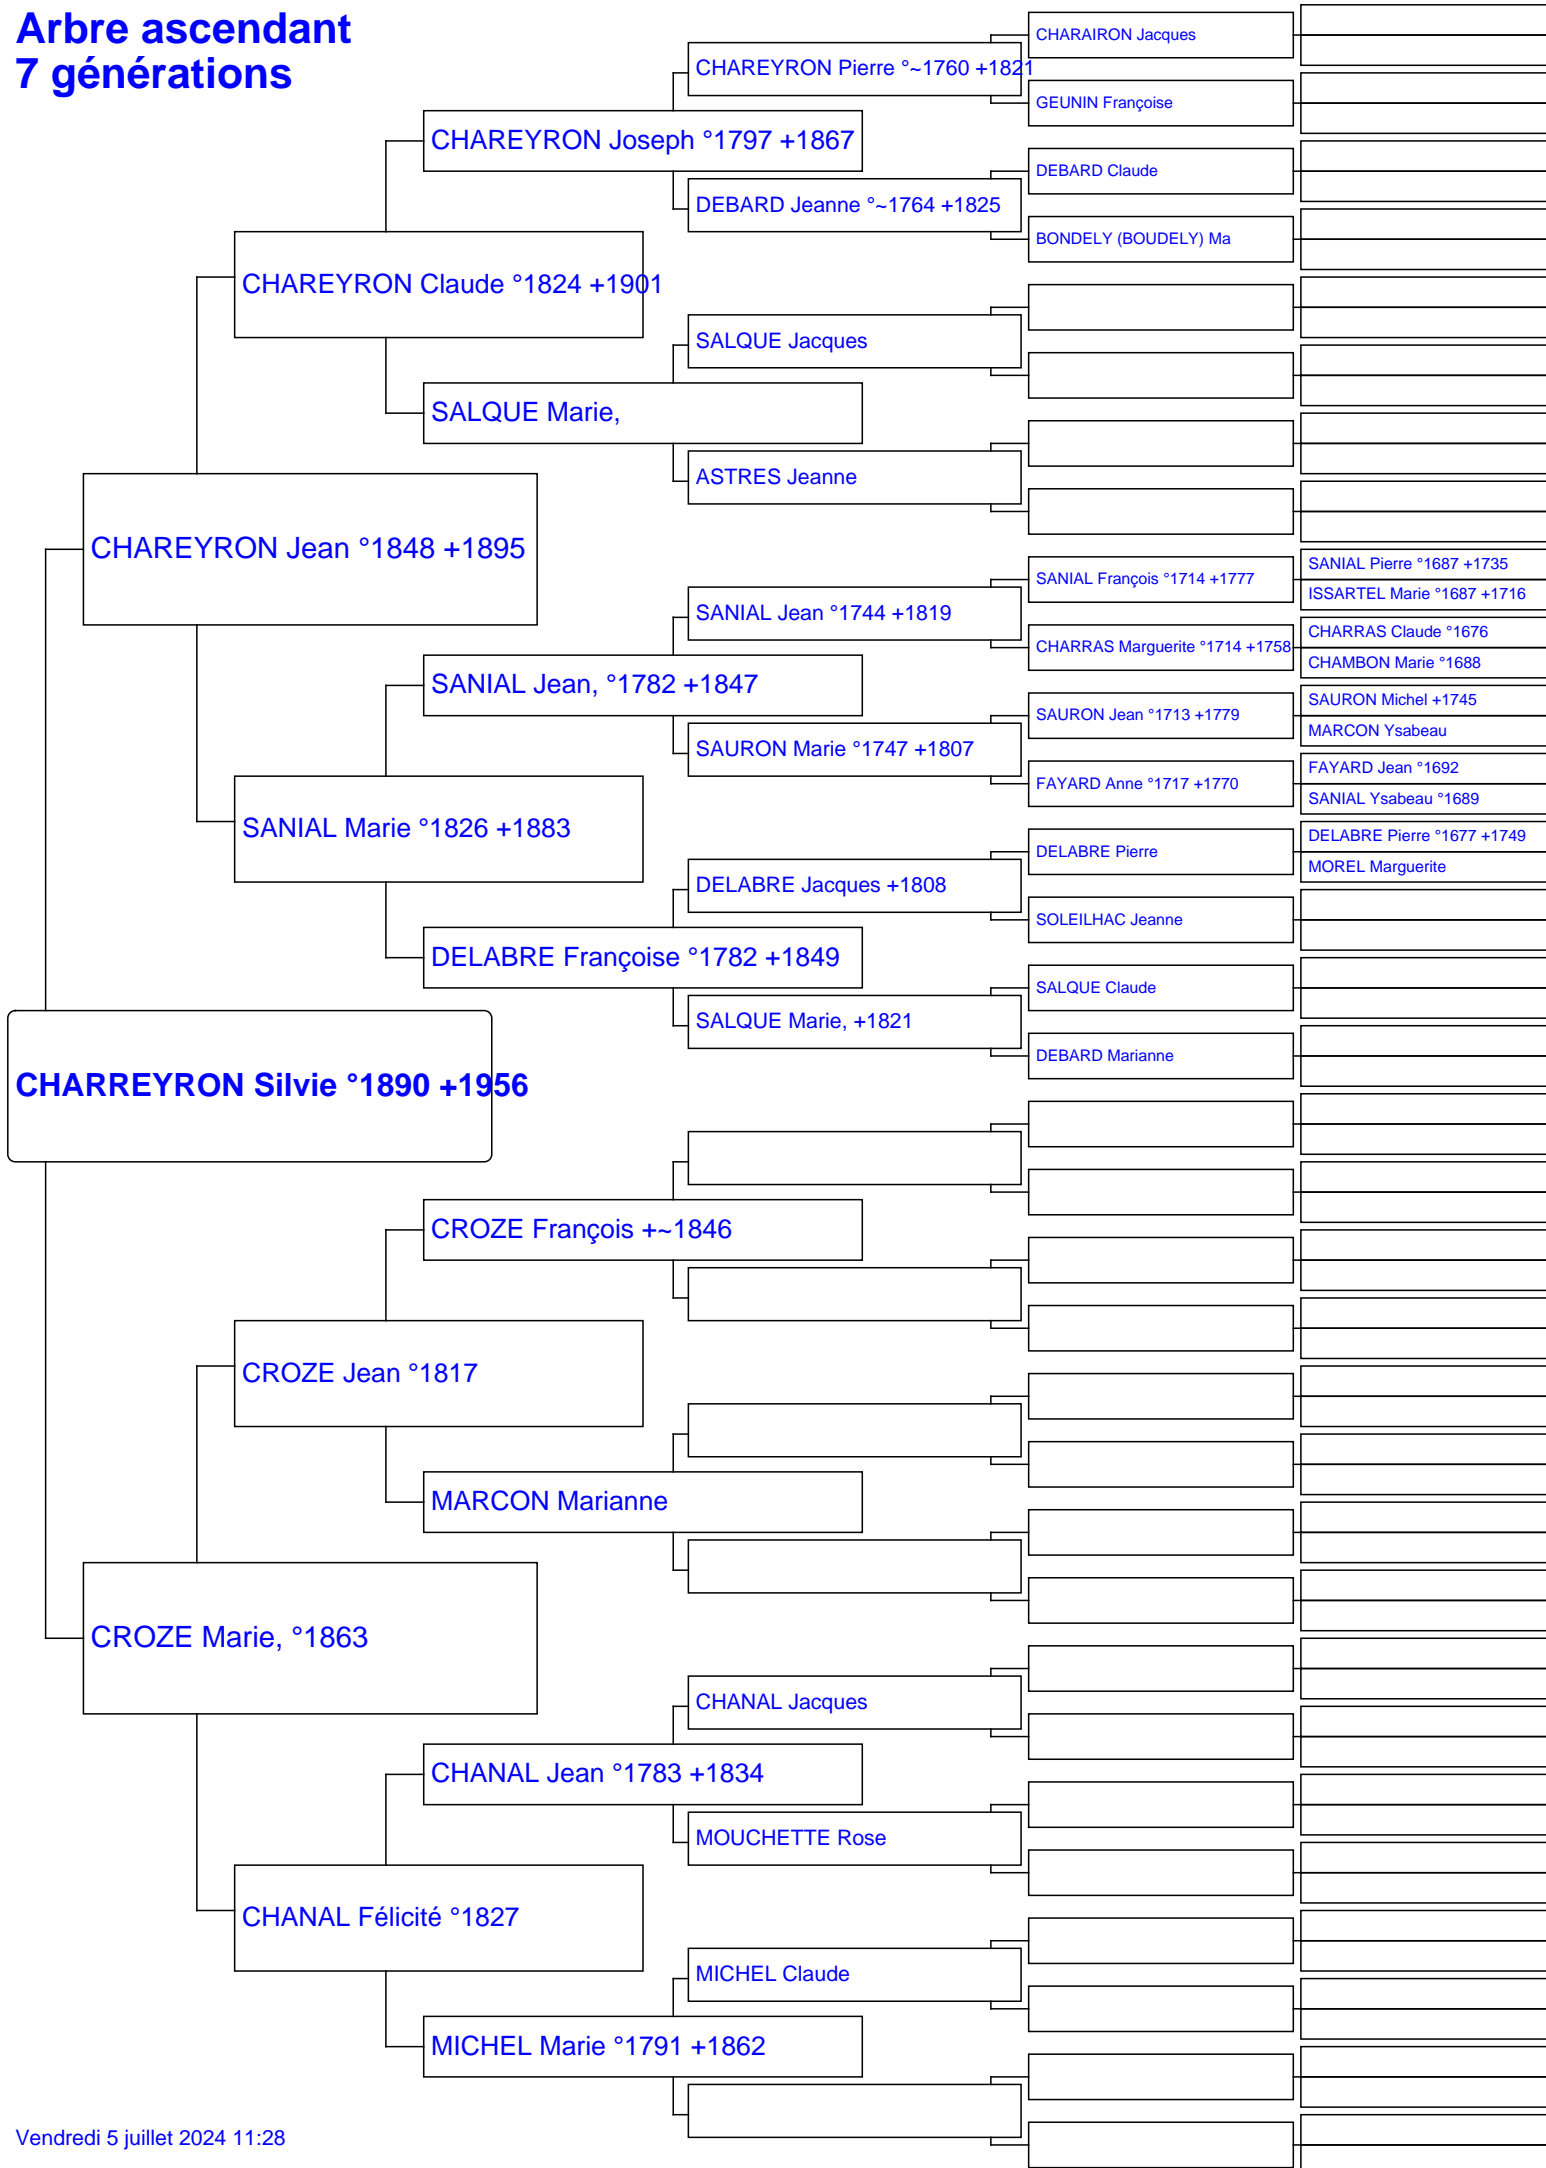 Arbre ascendant
7 générations
CHARREYRON Silvie °1890 +1956
CHAREYRON Jean °1848 +1895
CROZE Marie, °1863
CHAREYRON Claude °1824 +1901
SANIAL Marie °1826 +1883
CROZE Jean °1817
CHANAL Félicité °1827
CHAREYRON Joseph °1797 +1867
SALQUE Marie,
SANIAL Jean, °1782 +1847
DELABRE Françoise °1782 +1849
CROZE François +~1846
MARCON Marianne
CHANAL Jean °1783 +1834
MICHEL Marie °1791 +1862
CHAREYRON Pierre °~1760 +1821
DEBARD Jeanne °~1764 +1825
SALQUE Jacques
ASTRES Jeanne
SANIAL Jean °1744 +1819
SAURON Marie °1747 +1807
DELABRE Jacques +1808
SALQUE Marie, +1821
CHANAL Jacques
MOUCHETTE Rose
MICHEL Claude
CHARAIRON Jacques
GEUNIN Françoise
DEBARD Claude
BONDELY (BOUDELY) Ma
SANIAL François °1714 +1777
CHARRAS Marguerite °1714 +1758
SAURON Jean °1713 +1779
FAYARD Anne °1717 +1770
DELABRE Pierre
SOLEILHAC Jeanne
SALQUE Claude
DEBARD Marianne
SANIAL Pierre °1687 +1735
ISSARTEL Marie °1687 +1716
CHARRAS Claude °1676
CHAMBON Marie °1688
SAURON Michel +1745
MARCON Ysabeau
FAYARD Jean °1692
SANIAL Ysabeau °1689
DELABRE Pierre °1677 +1749
MOREL Marguerite
Vendredi 5 juillet 2024 11:28